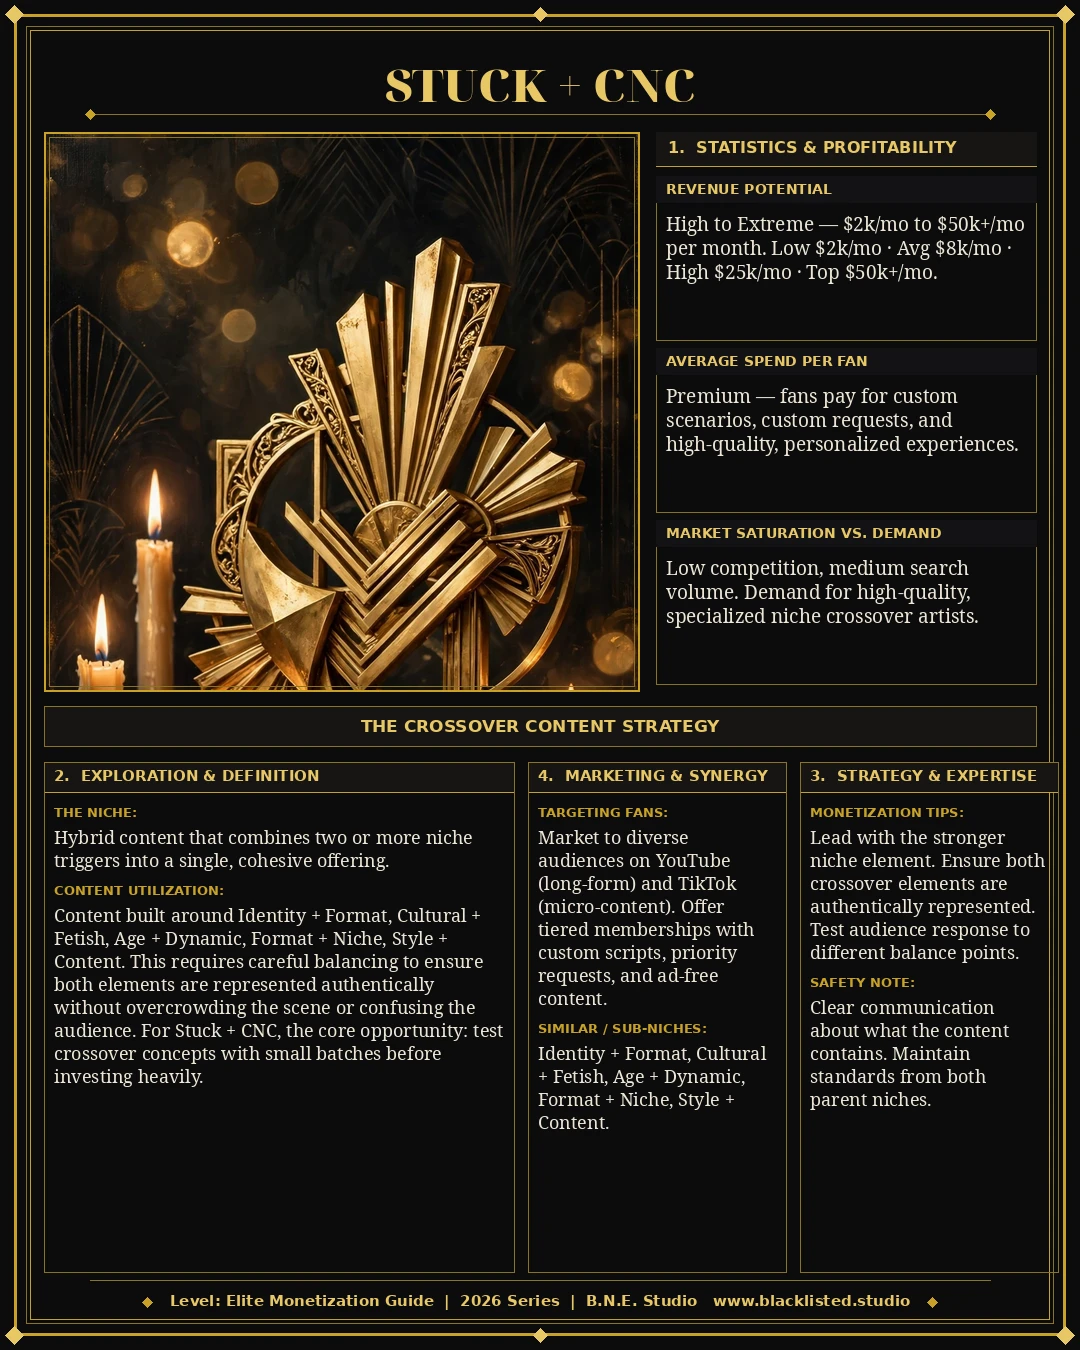 STUCK + CNC
1. STATISTICS & PROFITABILITY
REVENUE POTENTIAL
High to Extreme — $2k/mo to $50k+/mo
per month. Low $2k/mo · Avg $8k/mo ·
High $25k/mo · Top $50k+/mo.
AVERAGE SPEND PER FAN
Premium — fans pay for custom
scenarios, custom requests, and
high-quality, personalized experiences.
MARKET SATURATION VS. DEMAND
Low competition, medium search
volume. Demand for high-quality,
specialized niche crossover artists.
THE CROSSOVER CONTENT STRATEGY
2. EXPLORATION & DEFINITION
THE NICHE:
Hybrid content that combines two or more niche
triggers into a single, cohesive offering.
CONTENT UTILIZATION:
Content built around Identity + Format, Cultural +
Fetish, Age + Dynamic, Format + Niche, Style +
Content. This requires careful balancing to ensure
both elements are represented authentically
without overcrowding the scene or confusing the
audience. For Stuck + CNC, the core opportunity: test
crossover concepts with small batches before
investing heavily.
4. MARKETING & SYNERGY
TARGETING FANS:
Market to diverse
audiences on YouTube
(long-form) and TikTok
(micro-content). Offer
tiered memberships with
custom scripts, priority
requests, and ad-free
content.
SIMILAR / SUB-NICHES:
Identity + Format, Cultural
+ Fetish, Age + Dynamic,
Format + Niche, Style +
Content.
3. STRATEGY & EXPERTISE
MONETIZATION TIPS:
Lead with the stronger
niche element. Ensure both
crossover elements are
authentically represented.
Test audience response to
different balance points.
SAFETY NOTE:
Clear communication
about what the content
contains. Maintain
standards from both
parent niches.
Level: Elite Monetization Guide | 2026 Series | B.N.E. Studio www.blacklisted.studio